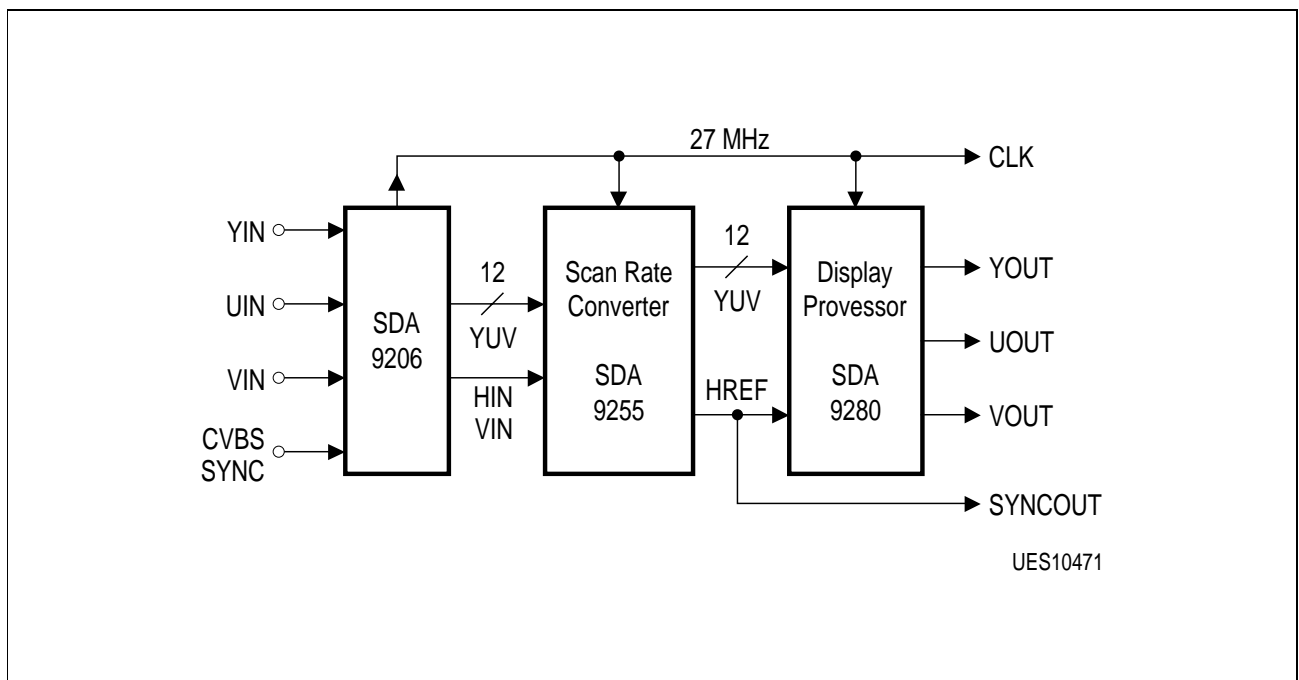 27 MHz
CLK
YIN
UIN
VIN
CVBS
SYNC
SDA
9206
12
YUV
HIN
VIN
Scan Rate
Converter
SDA
9255
12
YUV
HREF
Display
Provessor
SDA
9280
YOUT
UOUT
VOUT
SYNCOUT
UES10471